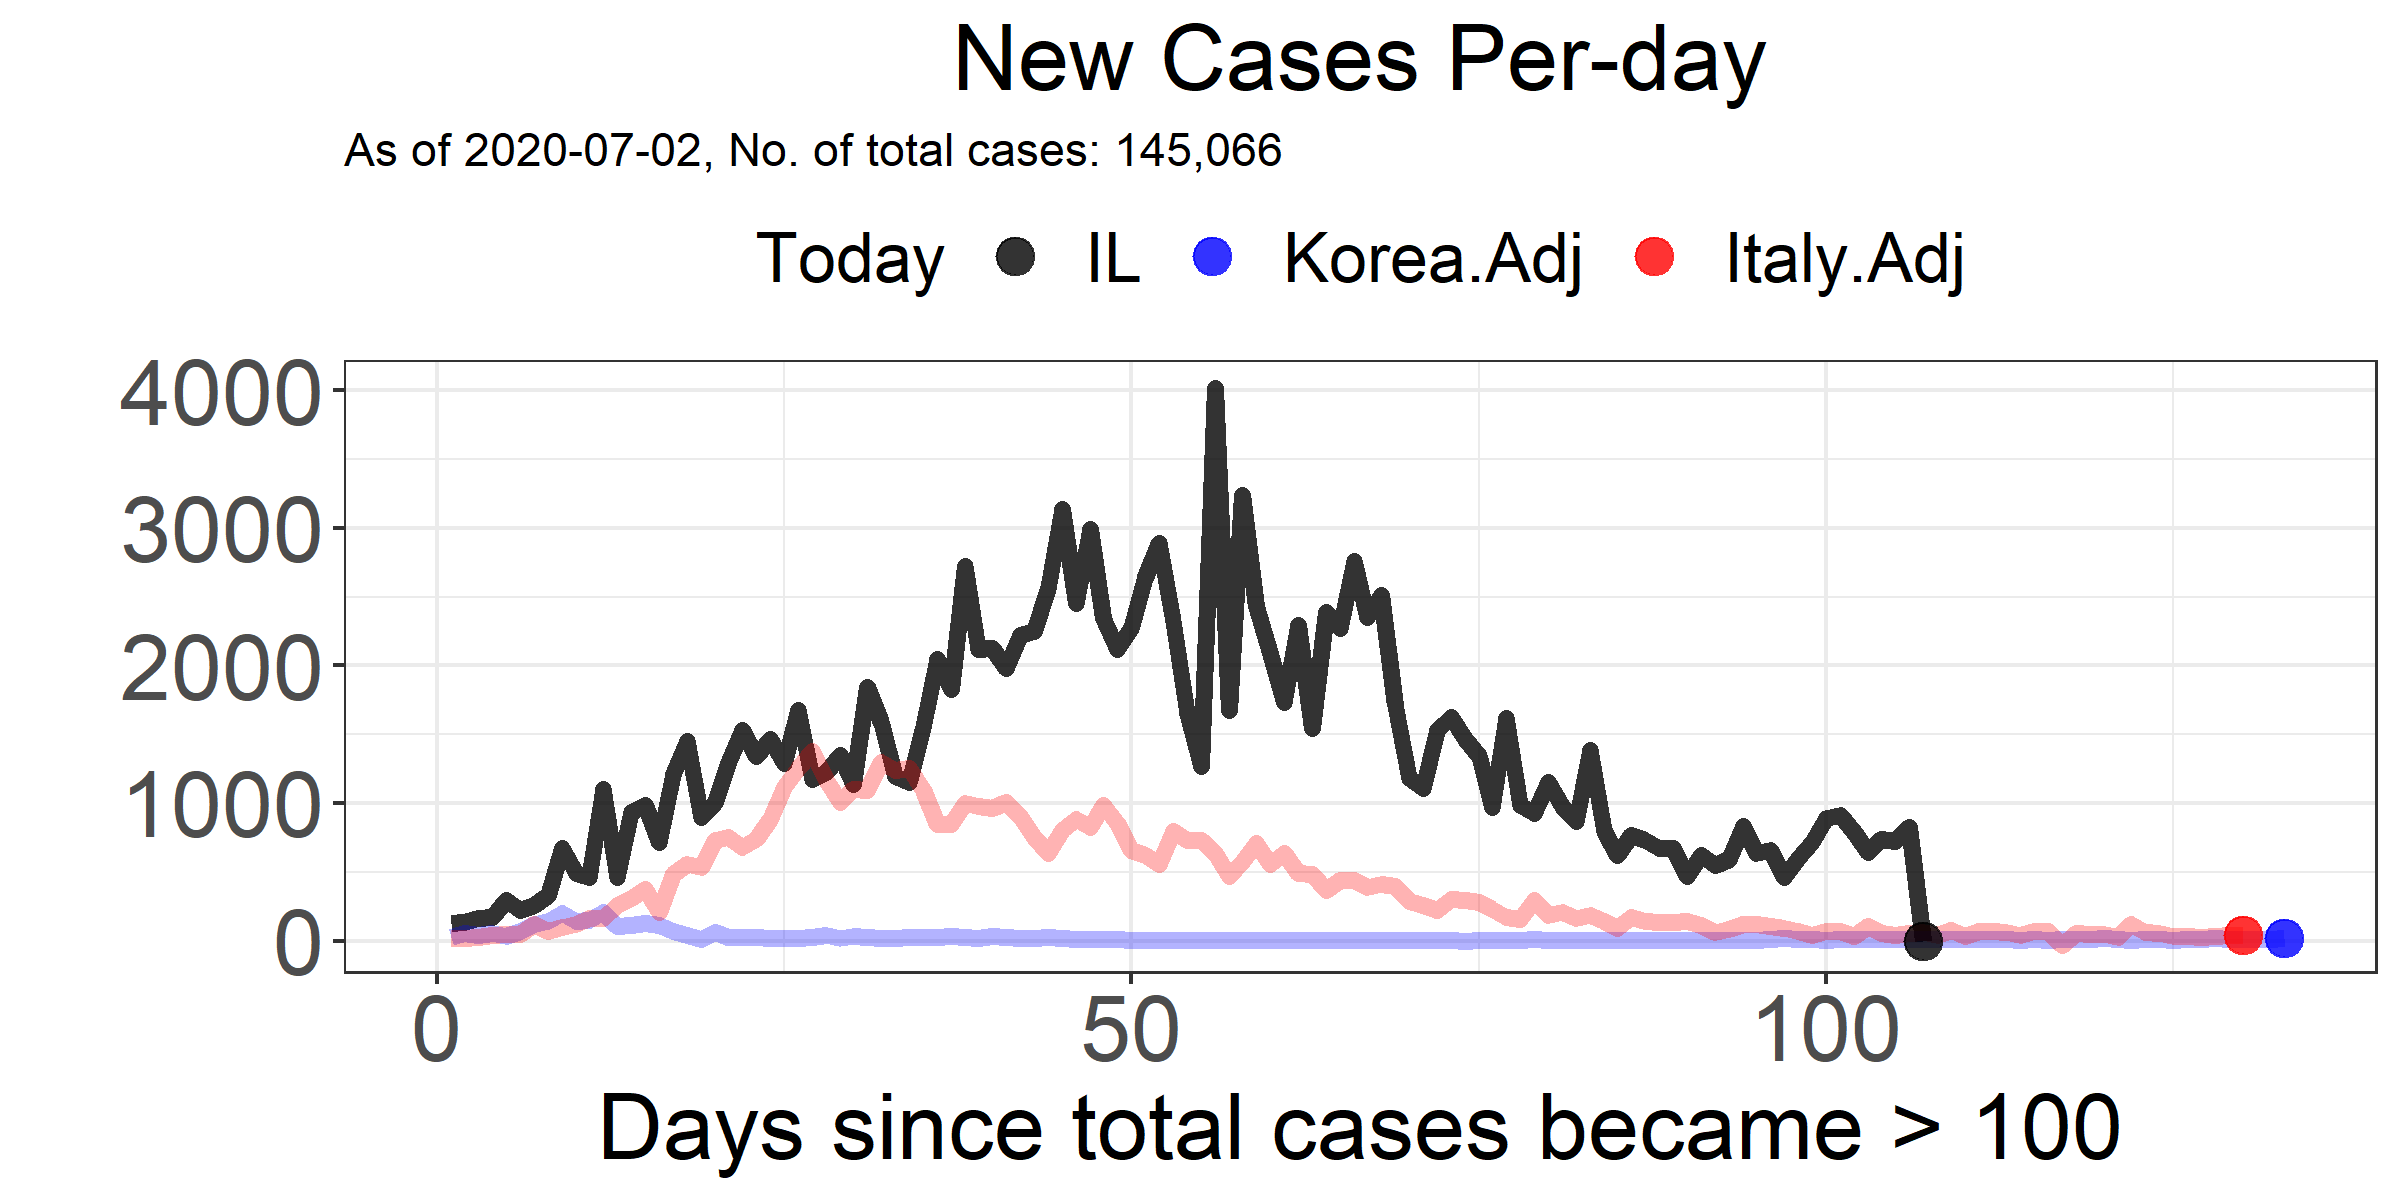 New Cases Per-day
As of 2020-07-02, No. of total cases: 145,066
Today IL Korea.Adj Italy.Adj
4000
3000
2000
1000
0
0 50 100
Days since total cases became > 100